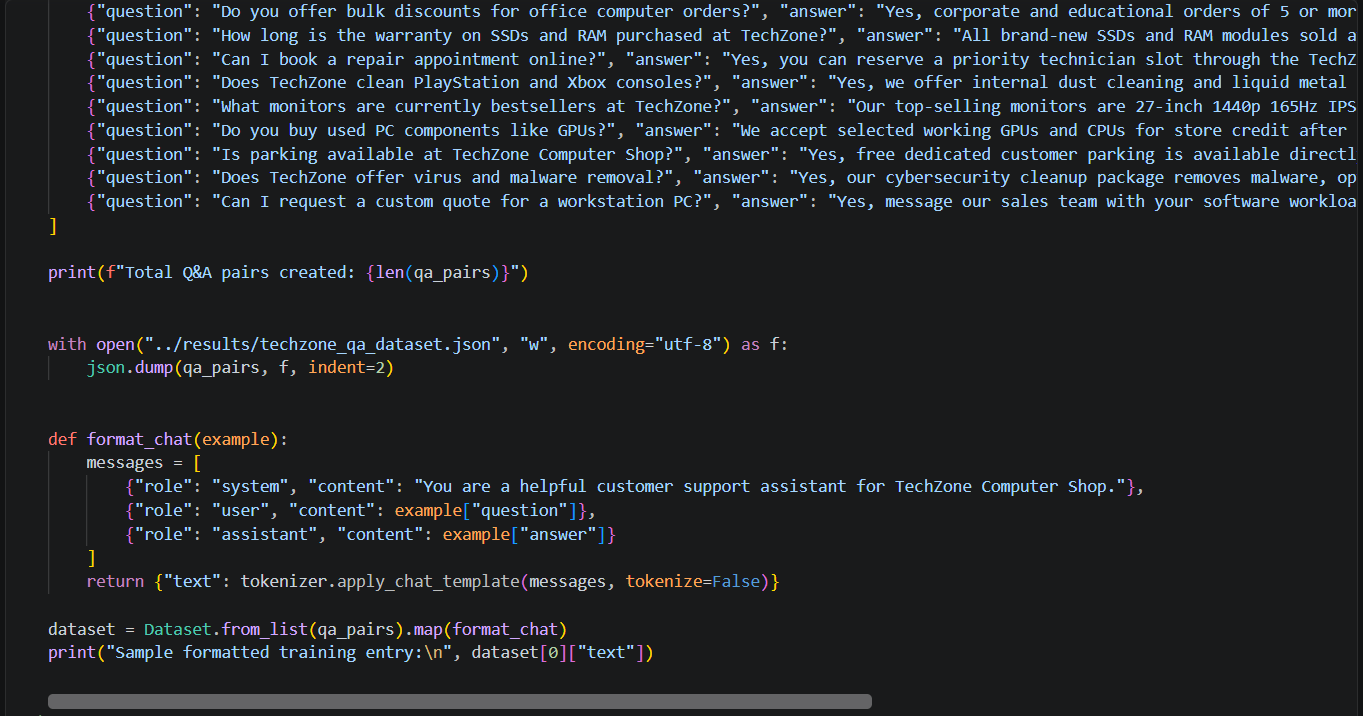 {"question": "Do you offer bulk discounts for office computer orders?", "answer": "Yes, corporate and educational orders of 5 or mor
{"question": "How long is the warranty on SSDs and RAM purchased at TechZone?", "answer": "All brand-new SSDs and RAM modules sold a
{"question": "Can I book a repair appointment online?", "answer": "Yes, you can reserve a priority technician slot through the TechZ
{"question": "Does TechZone clean PlayStation and Xbox consoles?", "answer": "Yes, we offer internal dust cleaning and liquid metal
{"question": "What monitors are currently bestsellers at TechZone?", "answer": "Our top-selling monitors are 27-inch 1440p 165Hz IPS
{"question": "Do you buy used PC components like GPUs?", "answer": "We accept selected working GPUs and CPUs for store credit after
{"question": "Is parking available at TechZone Computer Shop?", "answer": "Yes, free dedicated customer parking is available directl
{"question": "Does TechZone offer virus and malware removal?", "answer": "Yes, our cybersecurity cleanup package removes malware, op
{"question": "Can I request a custom quote for a workstation PC?", "answer": "Yes, message our sales team with your software workloa
]
print(f"Total Q&A pairs created: {len(qa_pairs)}")
with open("../results/techzone_qa_dataset.json", "w", encoding="utf-8") as f:
json.dump(qa_pairs, f, indent=2)
def format_chat(example):
messages = [
{"role": "system", "content": "You are a helpful customer support assistant for TechZone Computer Shop."},
{"role": "user", "content": example["question"]},
{"role": "assistant", "content": example["answer"]}
]
return {"text": tokenizer.apply_chat_template(messages, tokenize=False)}
dataset = Dataset.from_list(qa_pairs).map(format_chat)
print("Sample formatted training entry:\n", dataset[0]["text"])